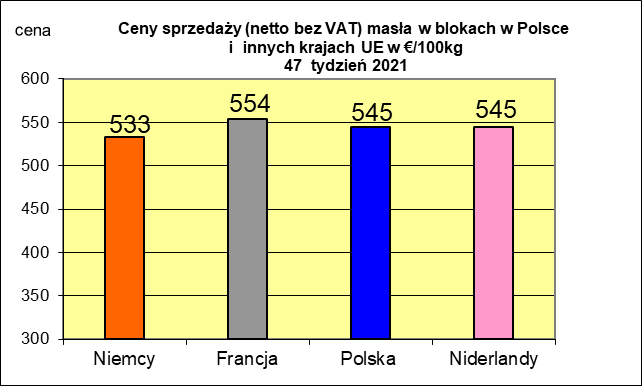 cena
Ceny sprzedaży (netto bez VAT) masła w blokach w Polsce
i innych krajach UE w €/100kg
47 tydzień 2021
600
550
500
450
400
350
300
533
554
545
545
Niemcy
Francja
Polska
Niderlandy